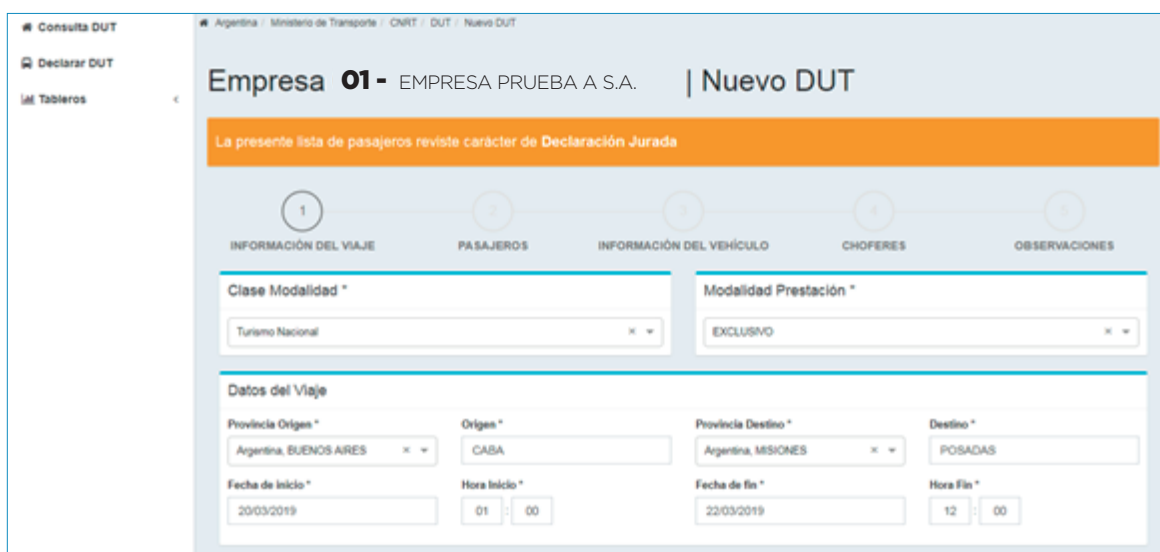 Consulta DUT
Declarar DUT
Tableros
Argentina / Ministerio de Transporte / CNRT / DUT / Nuevo DUT
Empresa 01 - EMPRESA PRUEBA A S.A. | Nuevo DUT
La presente lista de pasajeros reviste carácter de Declaración Jurada
1 2 3 4 5
INFORMACIÓN DEL VIAJE PASAJEROS INFORMACIÓN DEL VEHÍCULO CHOFERES OBSERVACIONES
Clase Modalidad * Modalidad Prestación *
Turismo Nacional EXCLUSIVO
Datos del Viaje
Provincia Origen * Origen * Provincia Destino * Destino *
Argentina, BUENOS AIRES CABA Argentina, MISIONES POSADAS
Fecha de inicio * Hora Inicio * Fecha de fin * Hora Fin *
20/03/2019 01 : 00 22/03/2019 12 : 00